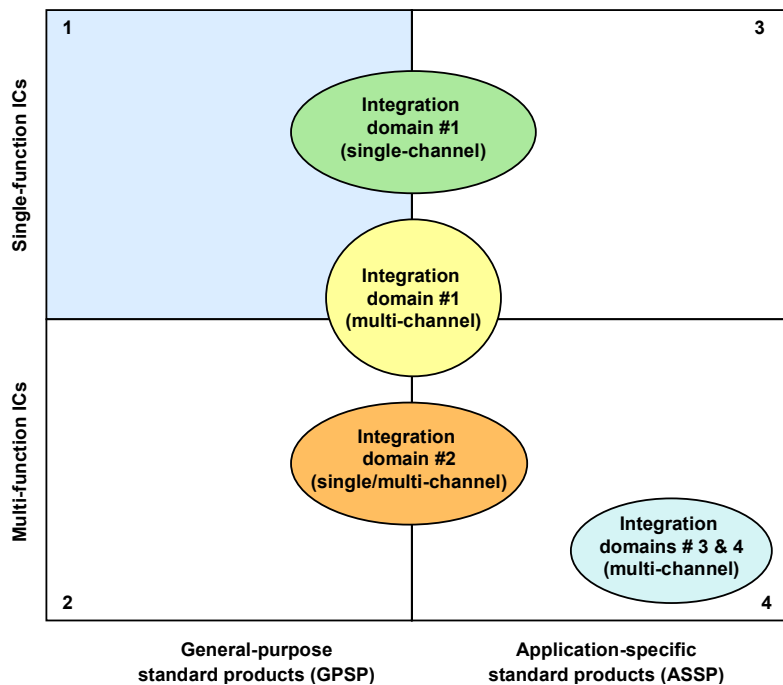 1
3
Single-function ICs
Integration
domain #1
(single-channel)
Integration
domain #1
(multi-channel)
Multi-function ICs
Integration
domain #2
(single/multi-channel)
Integration
domains # 3 & 4
(multi-channel)
2
4
General-purpose
standard products (GPSP)
Application-specific
standard products (ASSP)